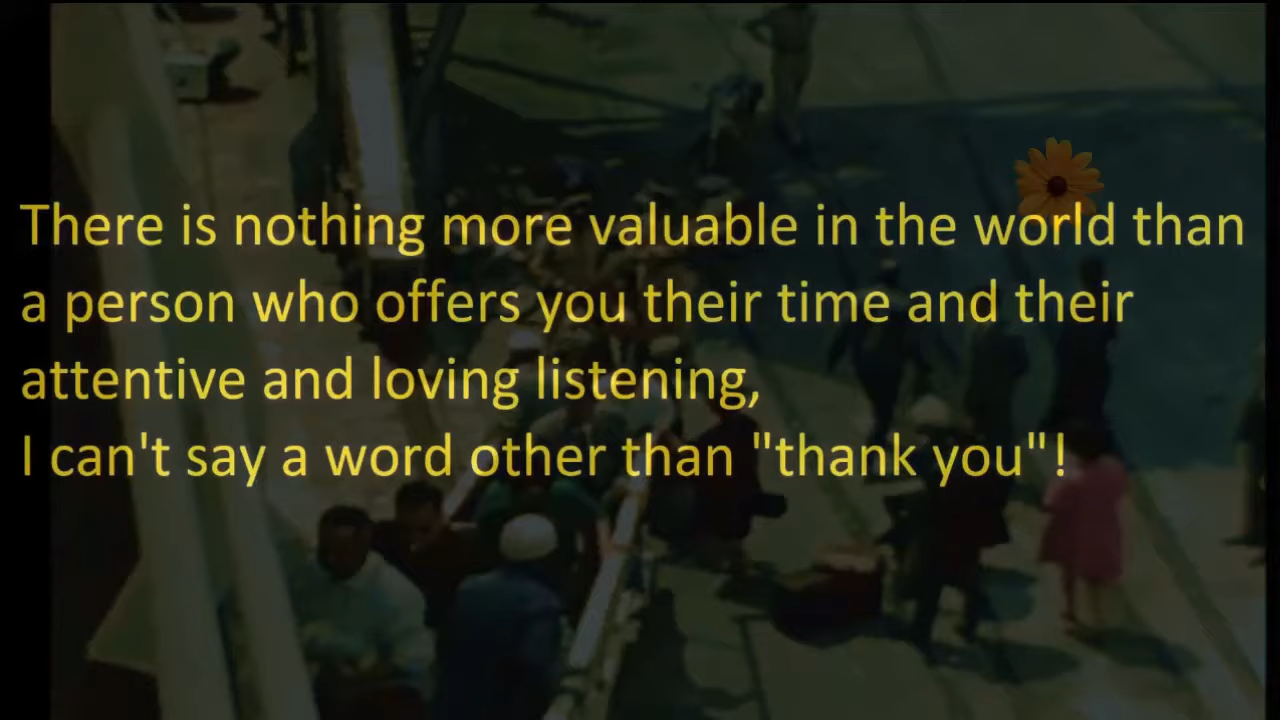 There is nothing more valuable in the world than
a person who offers you their time and their
attentive and loving listening,
I can't say a word other than "thank you"!